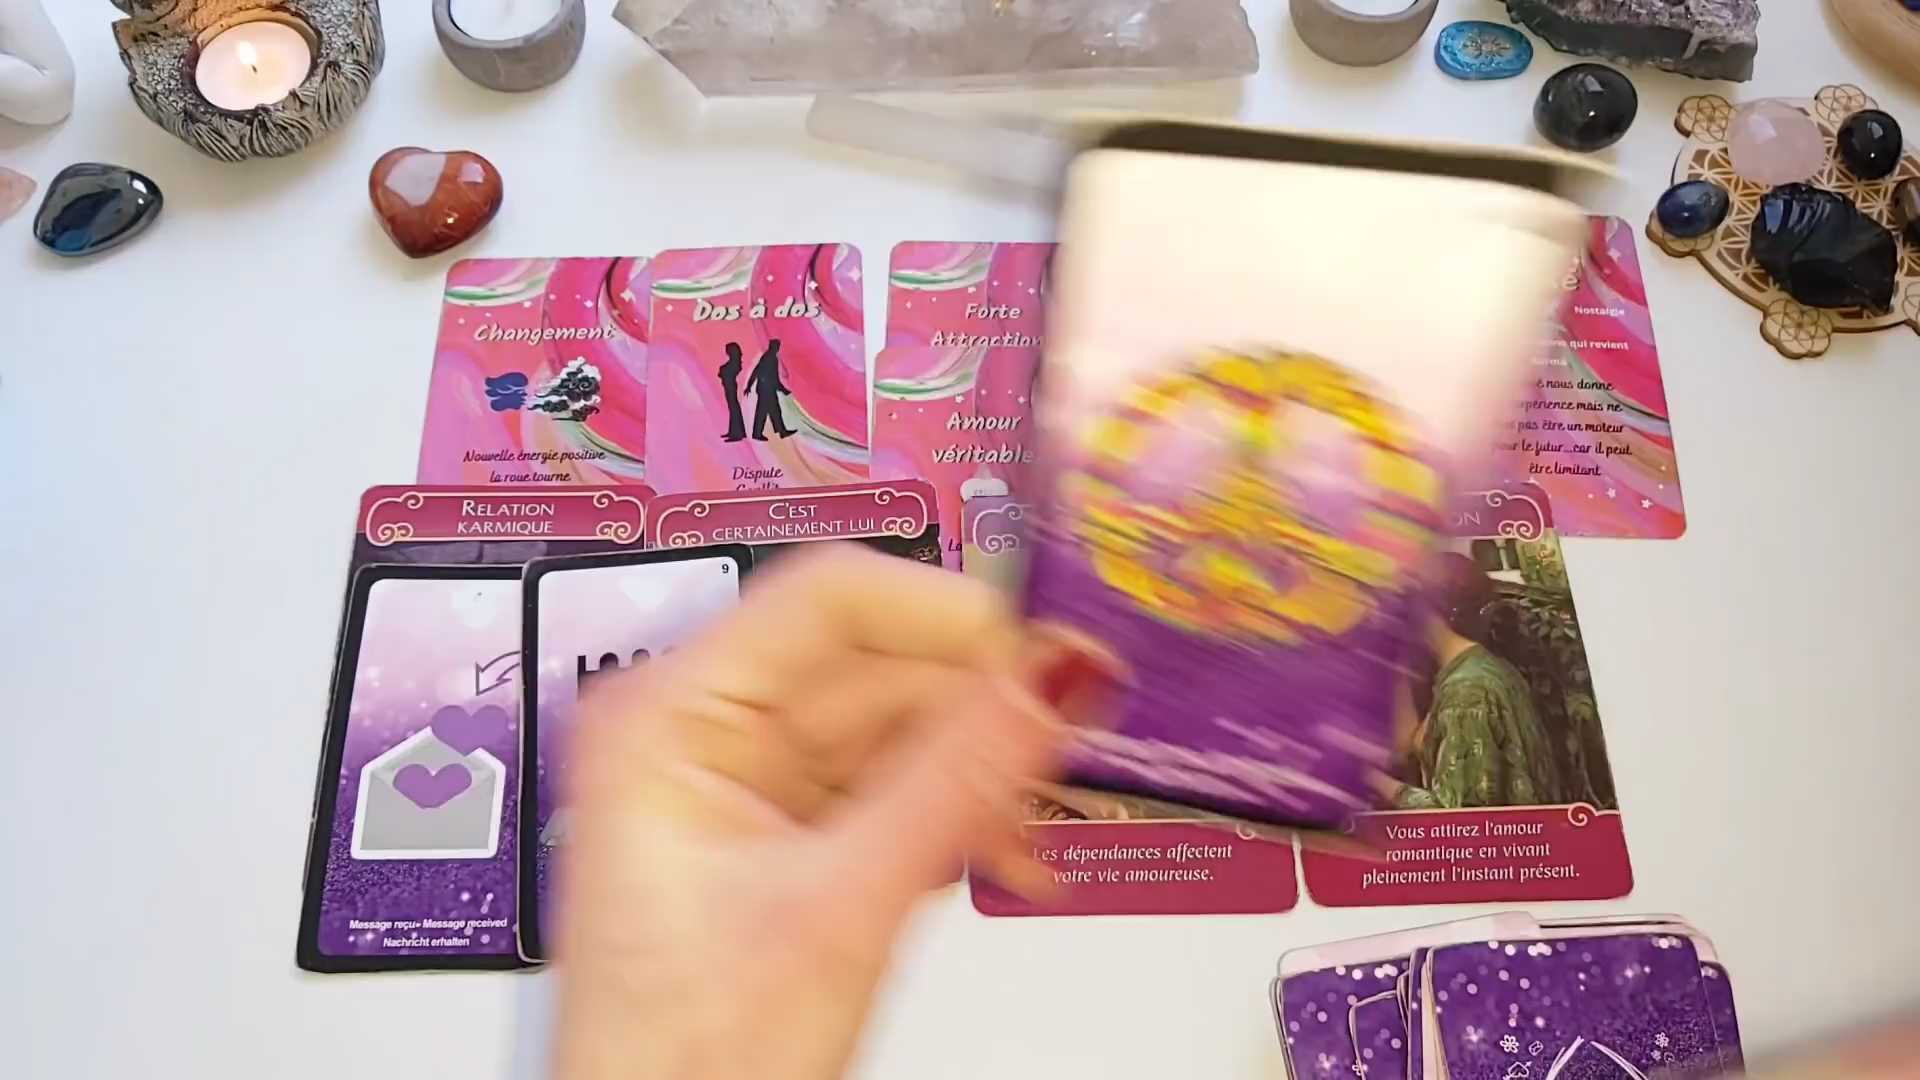 Changement
Nouvelle énergie positive
la roue tourne
Dos à dos
Dispute
Forte
Attraction
Amour
véritable
Nostalgie
qui revient
nous donne
mais ne
pas être un moteur
pour le futur...car il peut
être limitant
RELATION
KARMIQUE
C'EST
CERTAINEMENT LUI
9
Message reçu • Message received
Nachricht erhalten
Les dépendances affectent
votre vie amoureuse.
Vous attirez l'amour
romantique en vivant
pleinement l'instant présent.